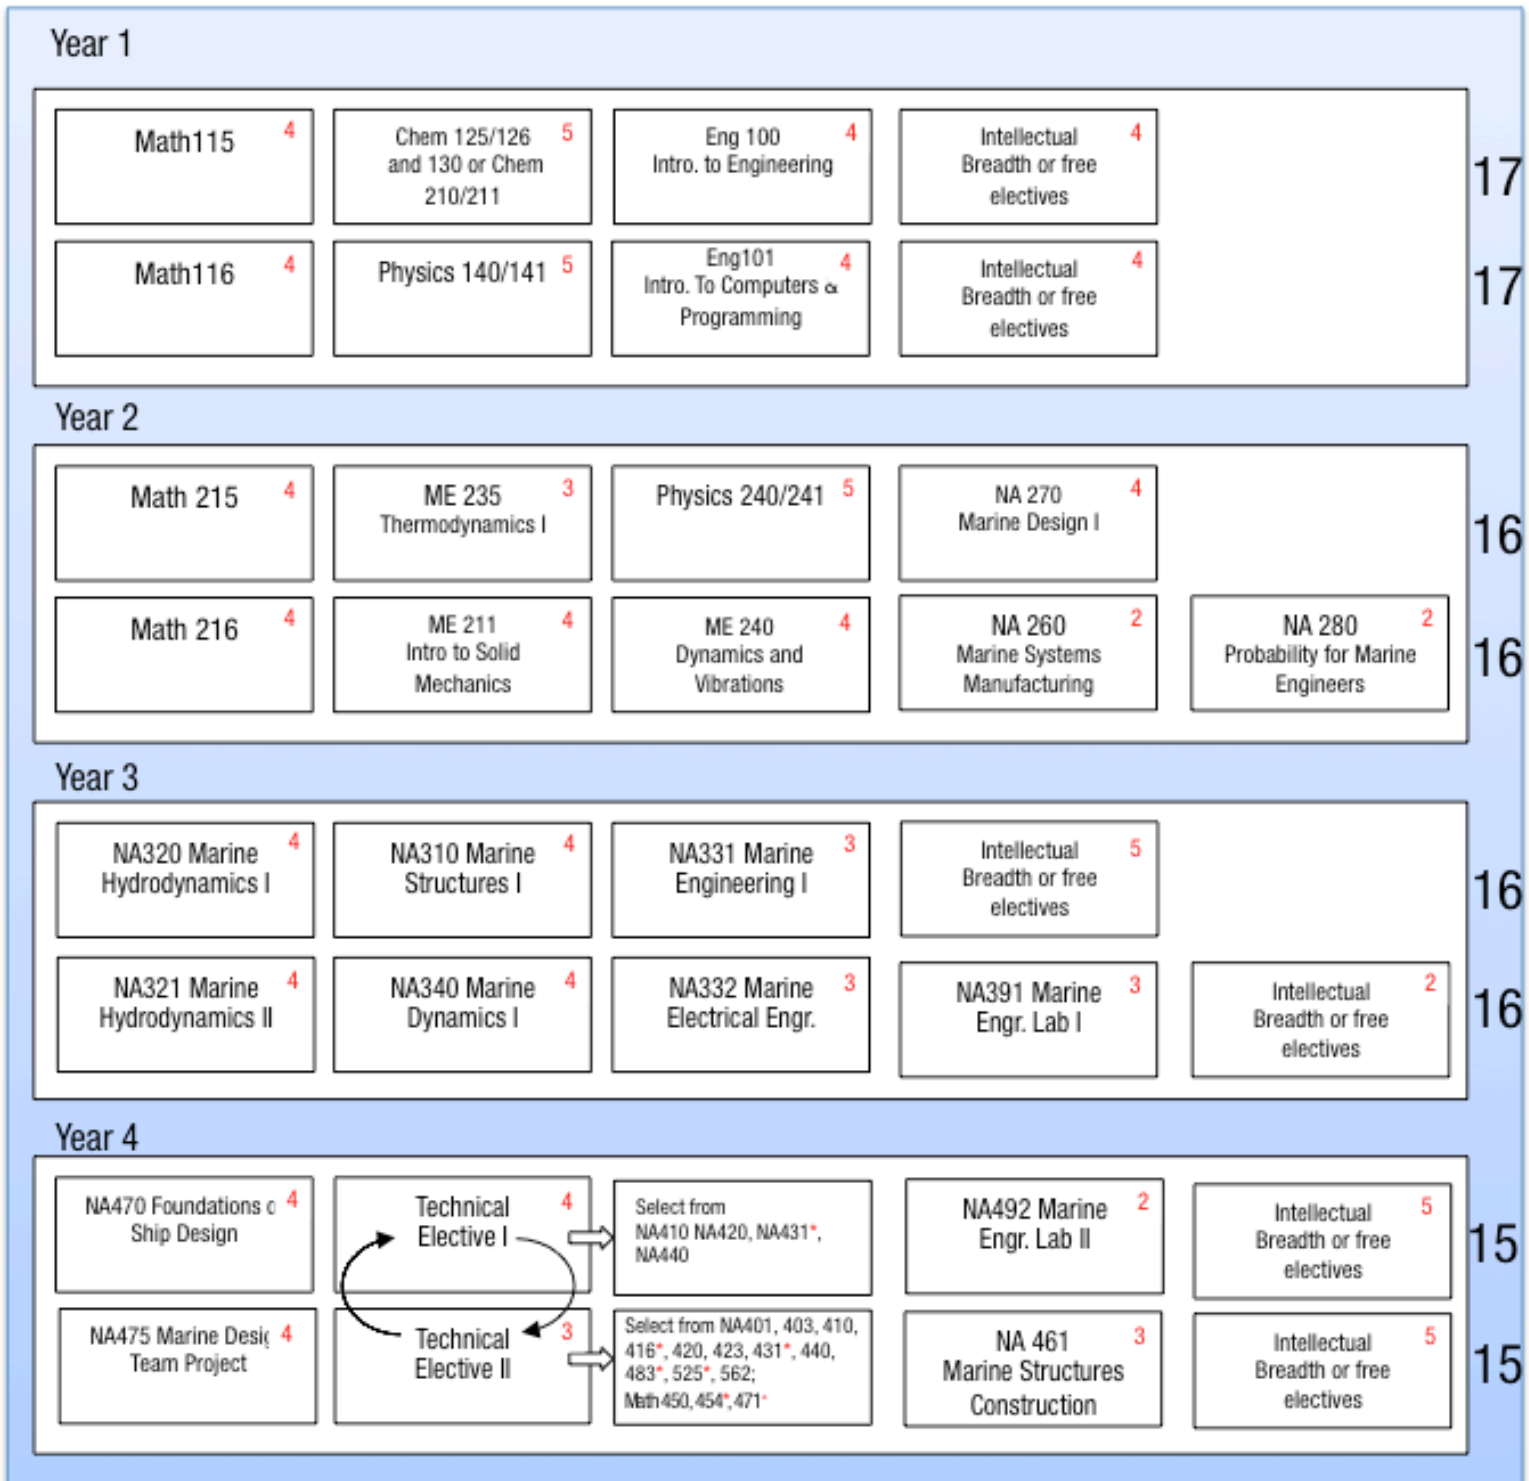 Year 1
Math115 4
Chem 125/126 5
and 130 or Chem
210/211
Eng 100 4
Intro. to Engineering
Intellectual 4
Breadth or free
electives
17
Math116 4
Physics 140/141 5
Eng101 4
Intro. To Computers &
Programming
Intellectual 4
Breadth or free
electives
17
Year 2
Math 215 4
ME 235 3
Thermodynamics I
Physics 240/241 5
NA 270 4
Marine Design I
16
Math 216 4
ME 211 4
Intro to Solid
Mechanics
ME 240 4
Dynamics and
Vibrations
NA 260 2
Marine Systems
Manufacturing
NA 280 2
Probability for Marine
Engineers
16
Year 3
NA320 Marine 4
Hydrodynamics I
NA310 Marine 4
Structures I
NA331 Marine 3
Engineering I
Intellectual 5
Breadth or free
electives
16
NA321 Marine 4
Hydrodynamics II
NA340 Marine 4
Dynamics I
NA332 Marine 3
Electrical Engr.
NA391 Marine 3
Engr. Lab I
Intellectual 2
Breadth or free
electives
16
Year 4
NA470 Foundations o 4
Ship Design
Technical 4
Elective I
Select from
NA410 NA420, NA431*,
NA440
NA492 Marine 2
Engr. Lab II
Intellectual 5
Breadth or free
electives
15
NA475 Marine Desig 4
Team Project
Technical 3
Elective II
Select from NA401, 403, 410,
416*, 420, 423, 431*, 440,
483*, 525*, 562;
Math 450, 454*, 471*
NA 461 3
Marine Structures
Construction
Intellectual 5
Breadth or free
electives
15